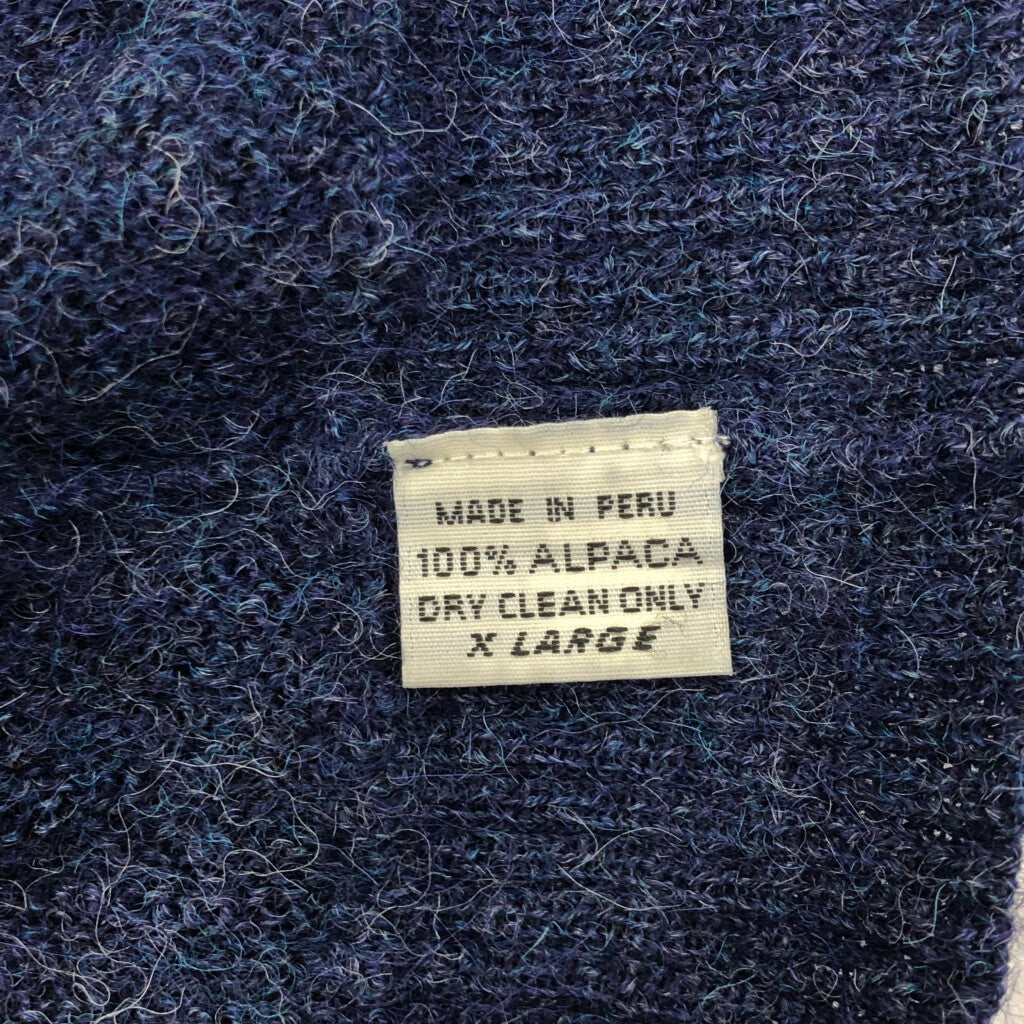 MADE IN PERU
100% ALPACA
DRY CLEAN ONLY
X LARGE